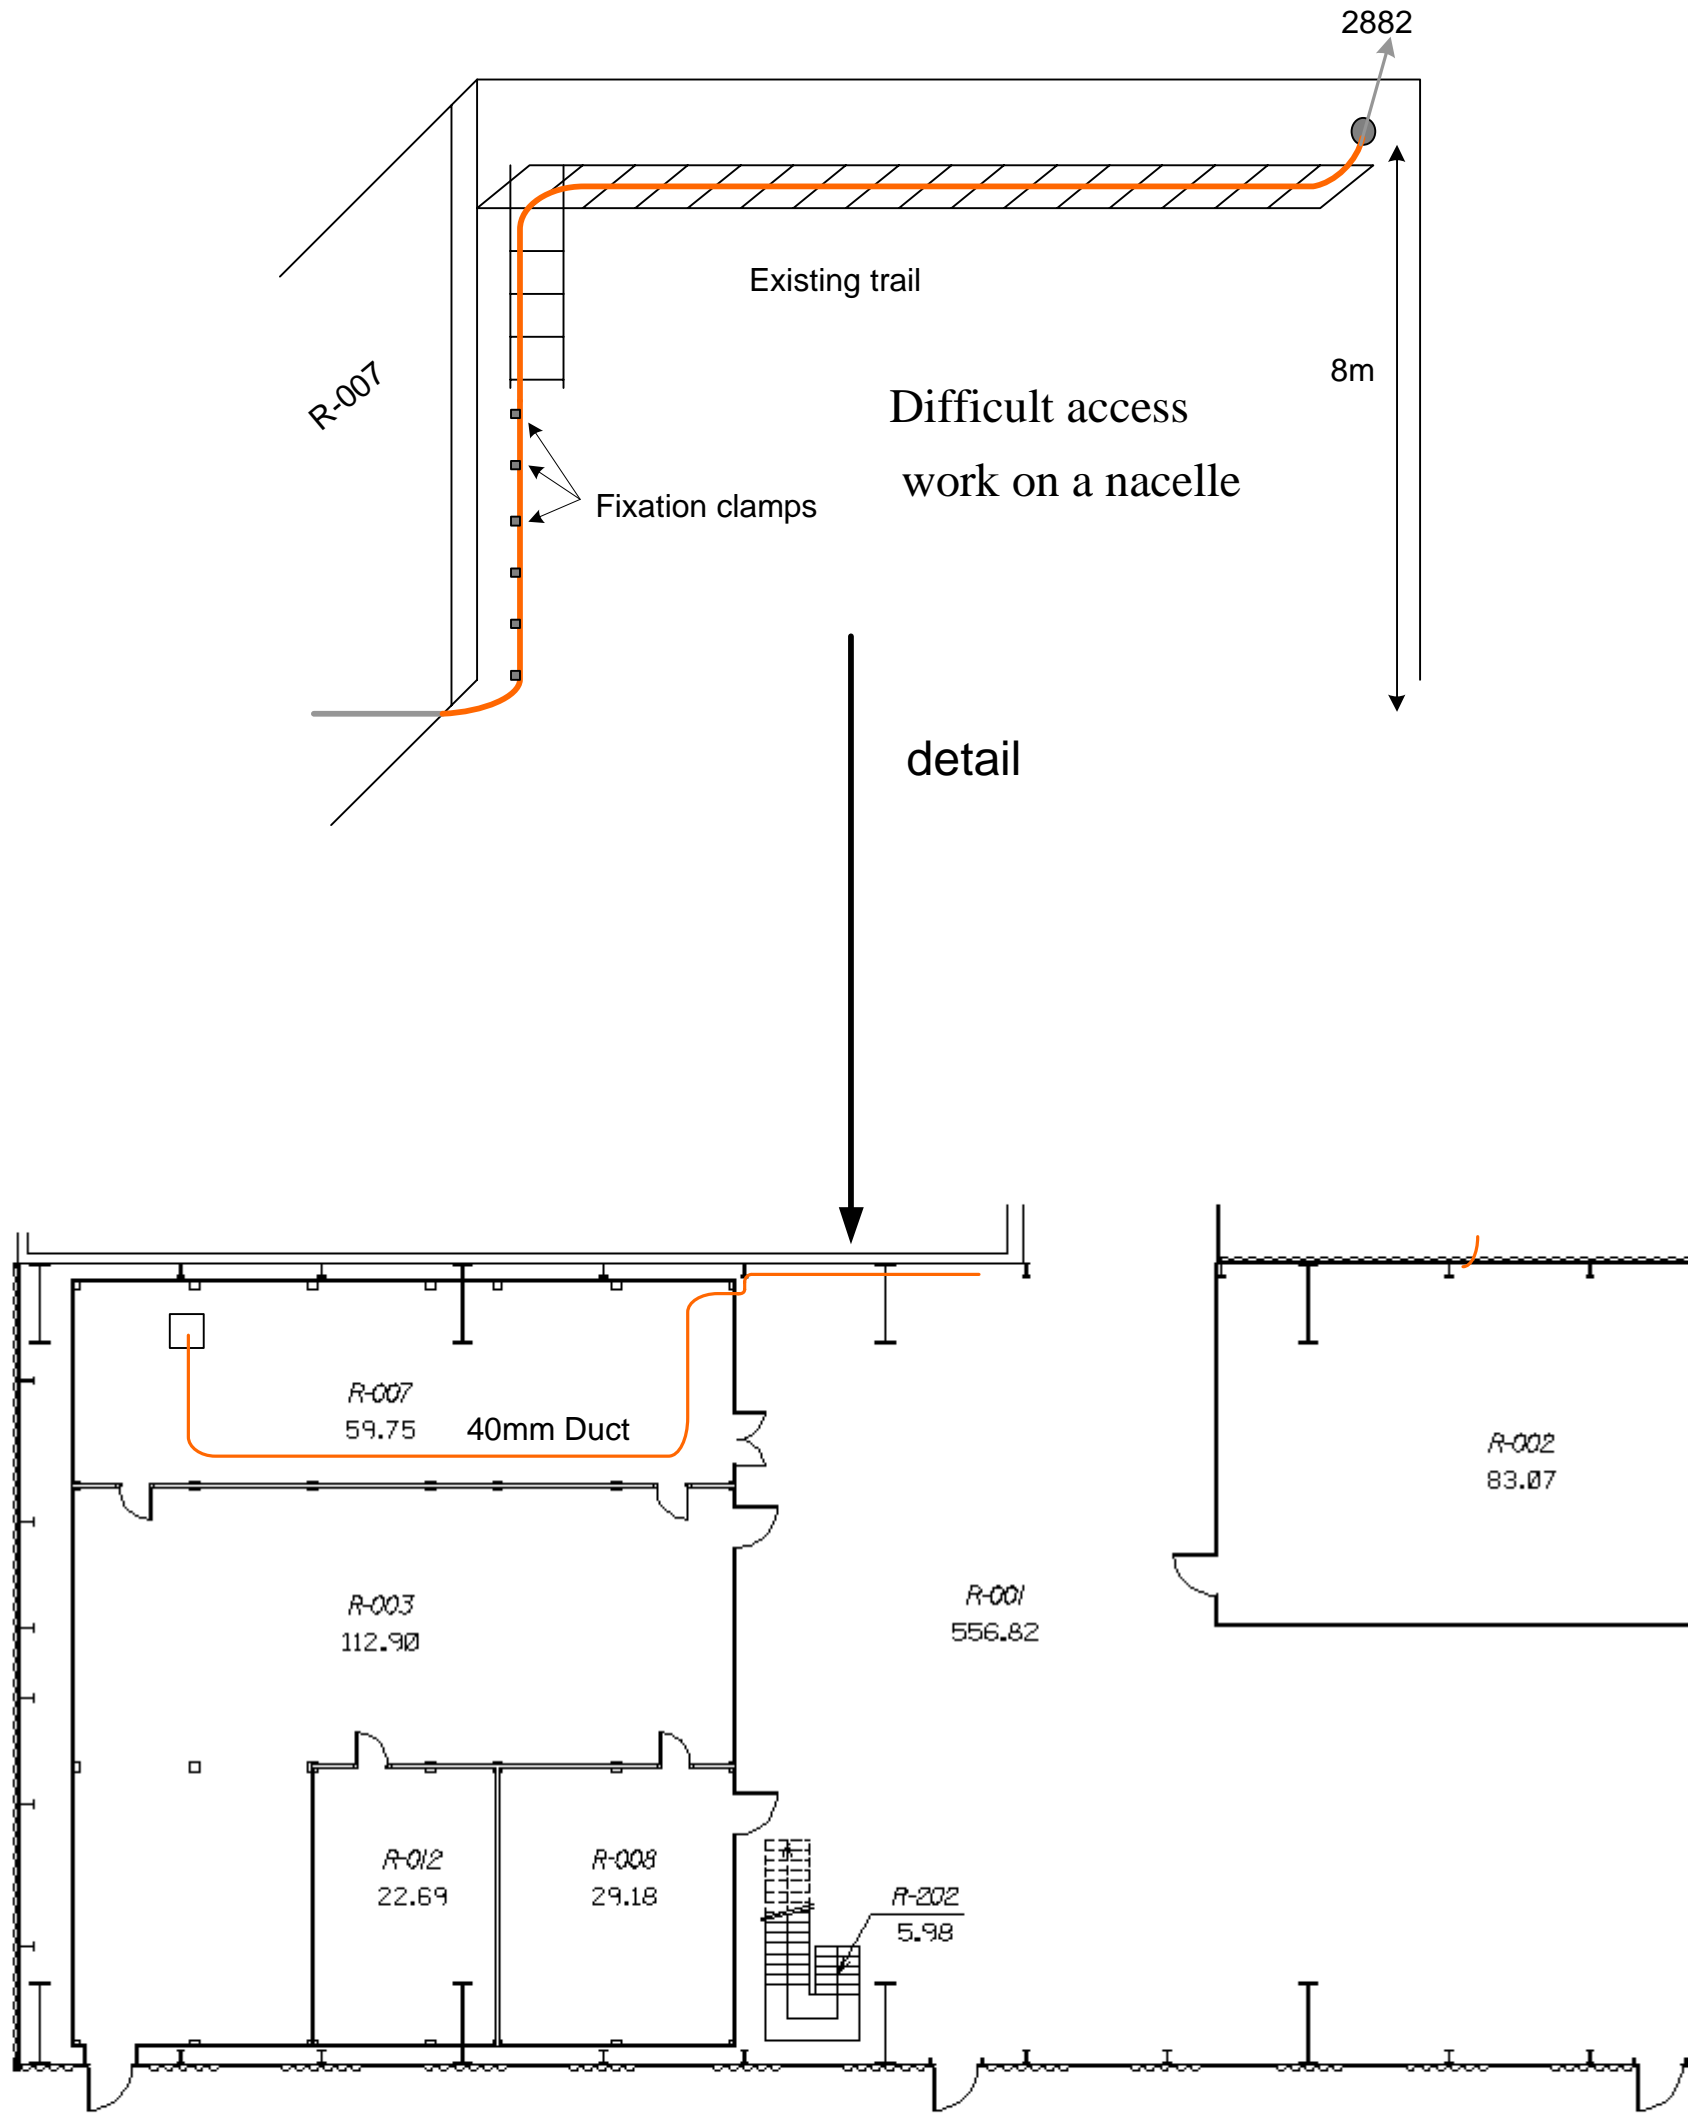 2882
Existing trail
8m
R-007
Difficult access
work on a nacelle
Fixation clamps
detail
R-007
59.75
40mm Duct
R-002
83.07
R-003
112.90
R-001
556.82
R-012
22.69
R-008
29.18
R-202
5.98